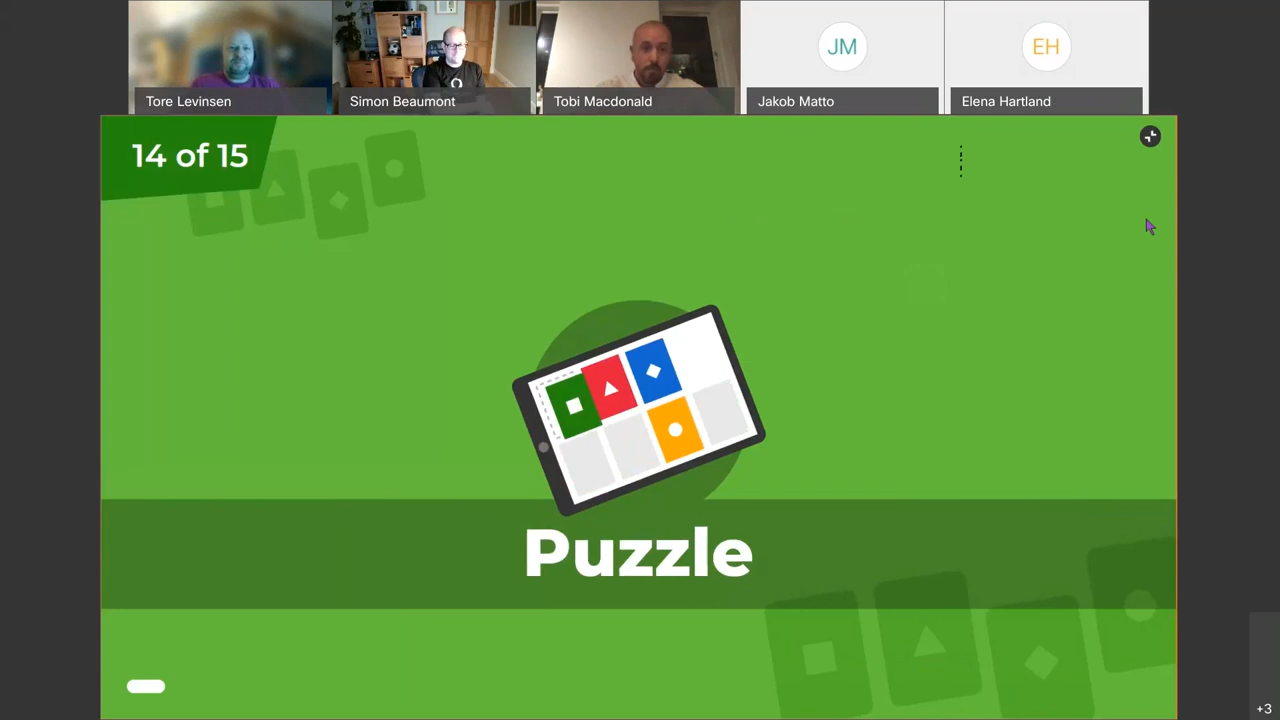 Tore Levinsen
Simon Beaumont
Tobi Macdonald
JM
Jakob Matto
EH
Elena Hartland
14 of 15
Puzzle
+3